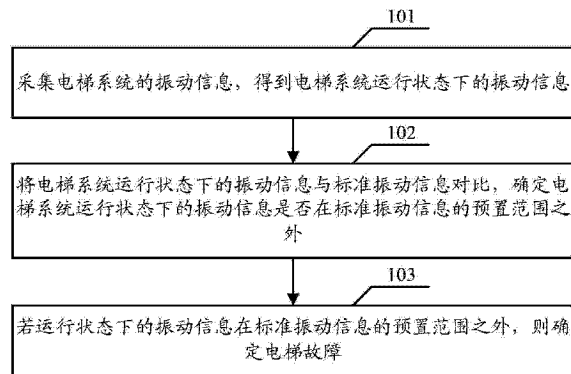 101
采集电梯系统的振动信息，得到电梯系统运行状态下的振动信息
102
将电梯系统运行状态下的振动信息与标准振动信息对比，确定电
梯系统运行状态下的振动信息是否在标准振动信息的预置范围之
外
103
若运行状态下的振动信息在标准振动信息的预置范围之外，则确
定电梯故障